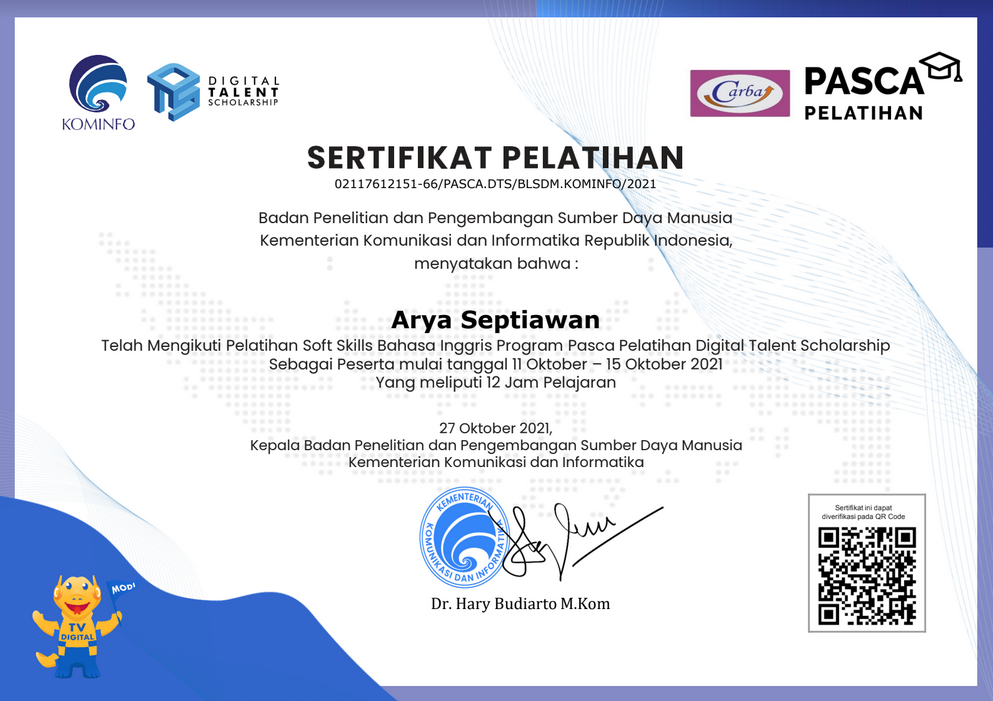 KOMINFO
DIGITAL
TALENT
SCHOLARSHIP
Carba
PASCA
PELATIHAN
SERTIFIKAT PELATIHAN
02117612151-66/PASCA.DTS/BLSDM.KOMINFO/2021
Badan Penelitian dan Pengembangan Sumber Daya Manusia
Kementerian Komunikasi dan Informatika Republik Indonesia,
menyatakan bahwa :
Arya Septiawan
Telah Mengikuti Pelatihan Soft Skills Bahasa Inggris Program Pasca Pelatihan Digital Talent Scholarship
Sebagai Peserta mulai tanggal 11 Oktober – 15 Oktober 2021
Yang meliputi 12 Jam Pelajaran
27 Oktober 2021,
Kepala Badan Penelitian dan Pengembangan Sumber Daya Manusia
Kementerian Komunikasi dan Informatika
KEMENTERIAN
KOMUNIKASI DAN INFORMATIKA
Dr. Hary Budiarto M.Kom
Sertifikat ini dapat
diverifikasi pada QR Code
MODI
TV
DIGITAL